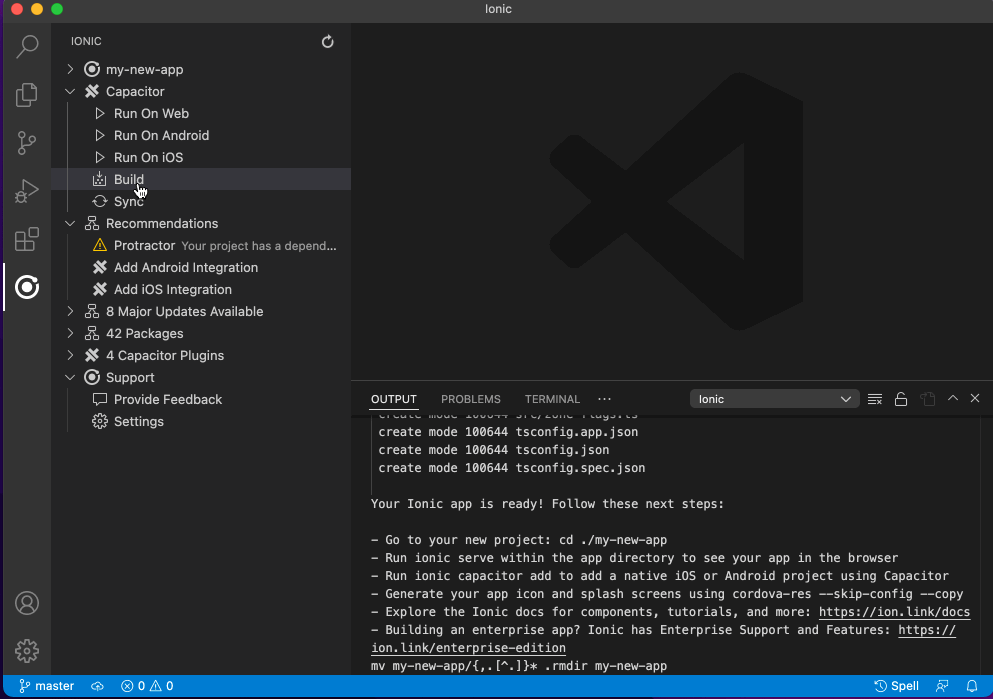 Ionic
IONIC
my-new-app
Capacitor
Run On Web
Run On Android
Run On iOS
Build
Sync
Recommendations
Protractor Your project has a depend...
Add Android Integration
Add iOS Integration
8 Major Updates Available
42 Packages
4 Capacitor Plugins
Support
Provide Feedback
Settings
OUTPUT PROBLEMS TERMINAL ··· Ionic
create mode 100644 src/zone-flags.ts
create mode 100644 tsconfig.app.json
create mode 100644 tsconfig.json
create mode 100644 tsconfig.spec.json
Your Ionic app is ready! Follow these next steps:
- Go to your new project: cd ./my-new-app
- Run ionic serve within the app directory to see your app in the browser
- Run ionic capacitor add to add a native iOS or Android project using Capacitor
- Generate your app icon and splash screens using cordova-res --skip-config --copy
- Explore the Ionic docs for components, tutorials, and more: https://ion.link/docs
- Building an enterprise app? Ionic has Enterprise Support and Features: https://
ion.link/enterprise-edition
mv my-new-app/{,.[^.]}* .rmdir my-new-app
master 0 0 Spell